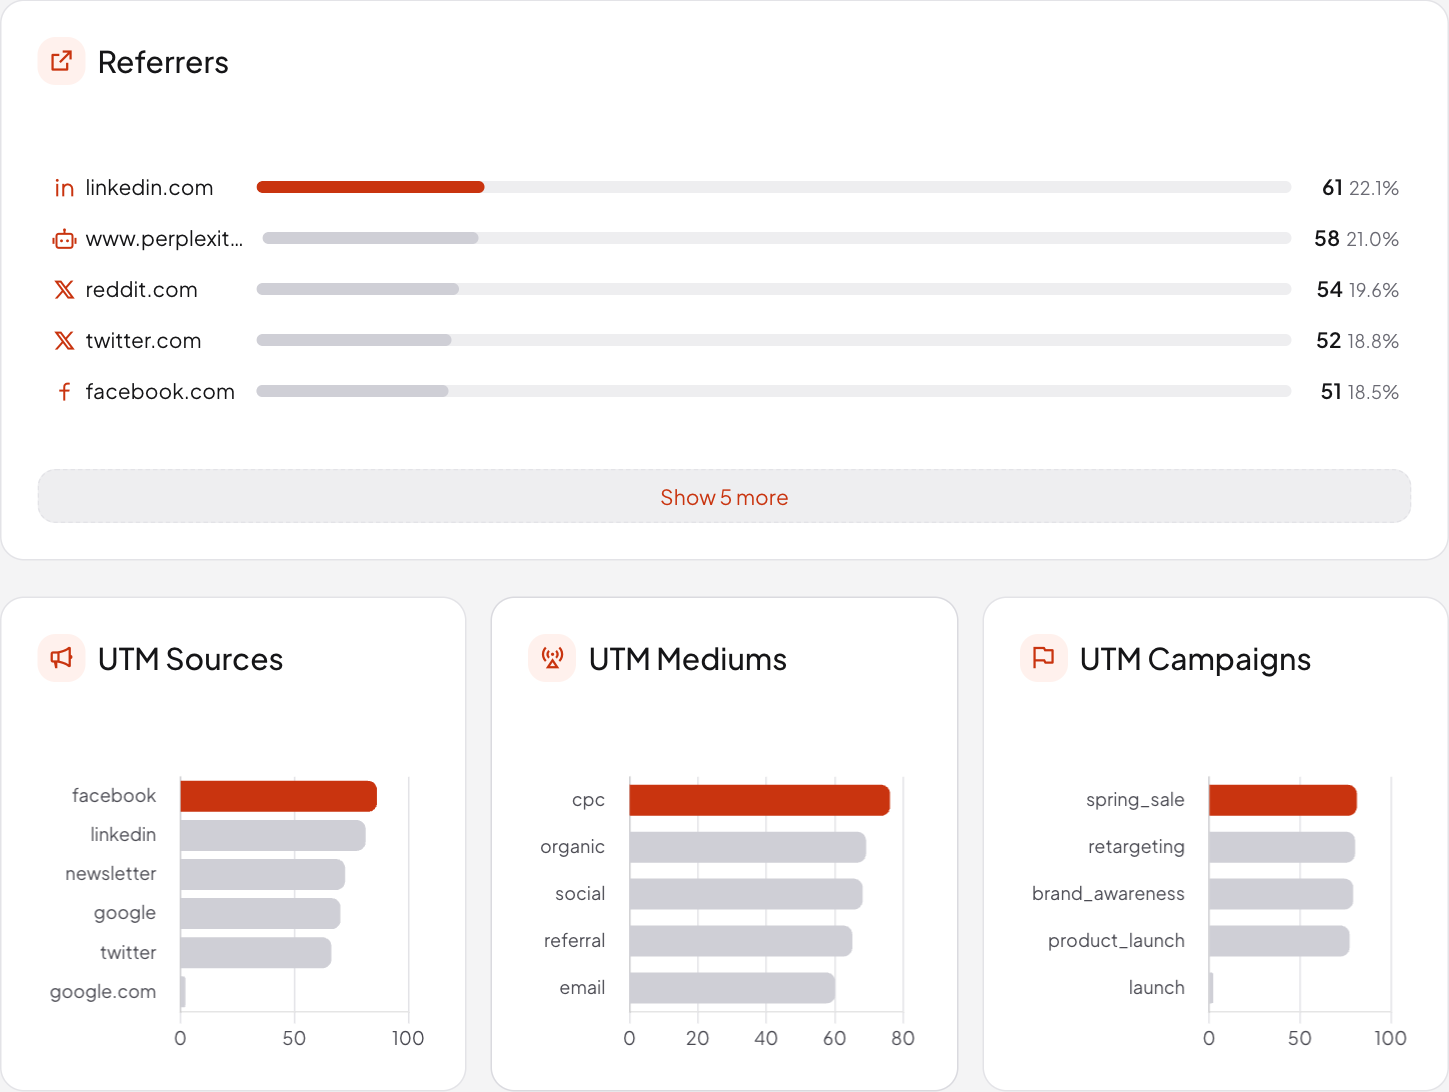 Referrers
in linkedin.com 61 22.1%
www.perplexit... 58 21.0%
reddit.com 54 19.6%
twitter.com 52 18.8%
f facebook.com 51 18.5%
Show 5 more
UTM Sources
facebook
linkedin
newsletter
google
twitter
google.com
0 50 100
UTM Mediums
cpc
organic
social
referral
email
0 20 40 60 80
UTM Campaigns
spring_sale
retargeting
brand_awareness
product_launch
launch
0 50 100